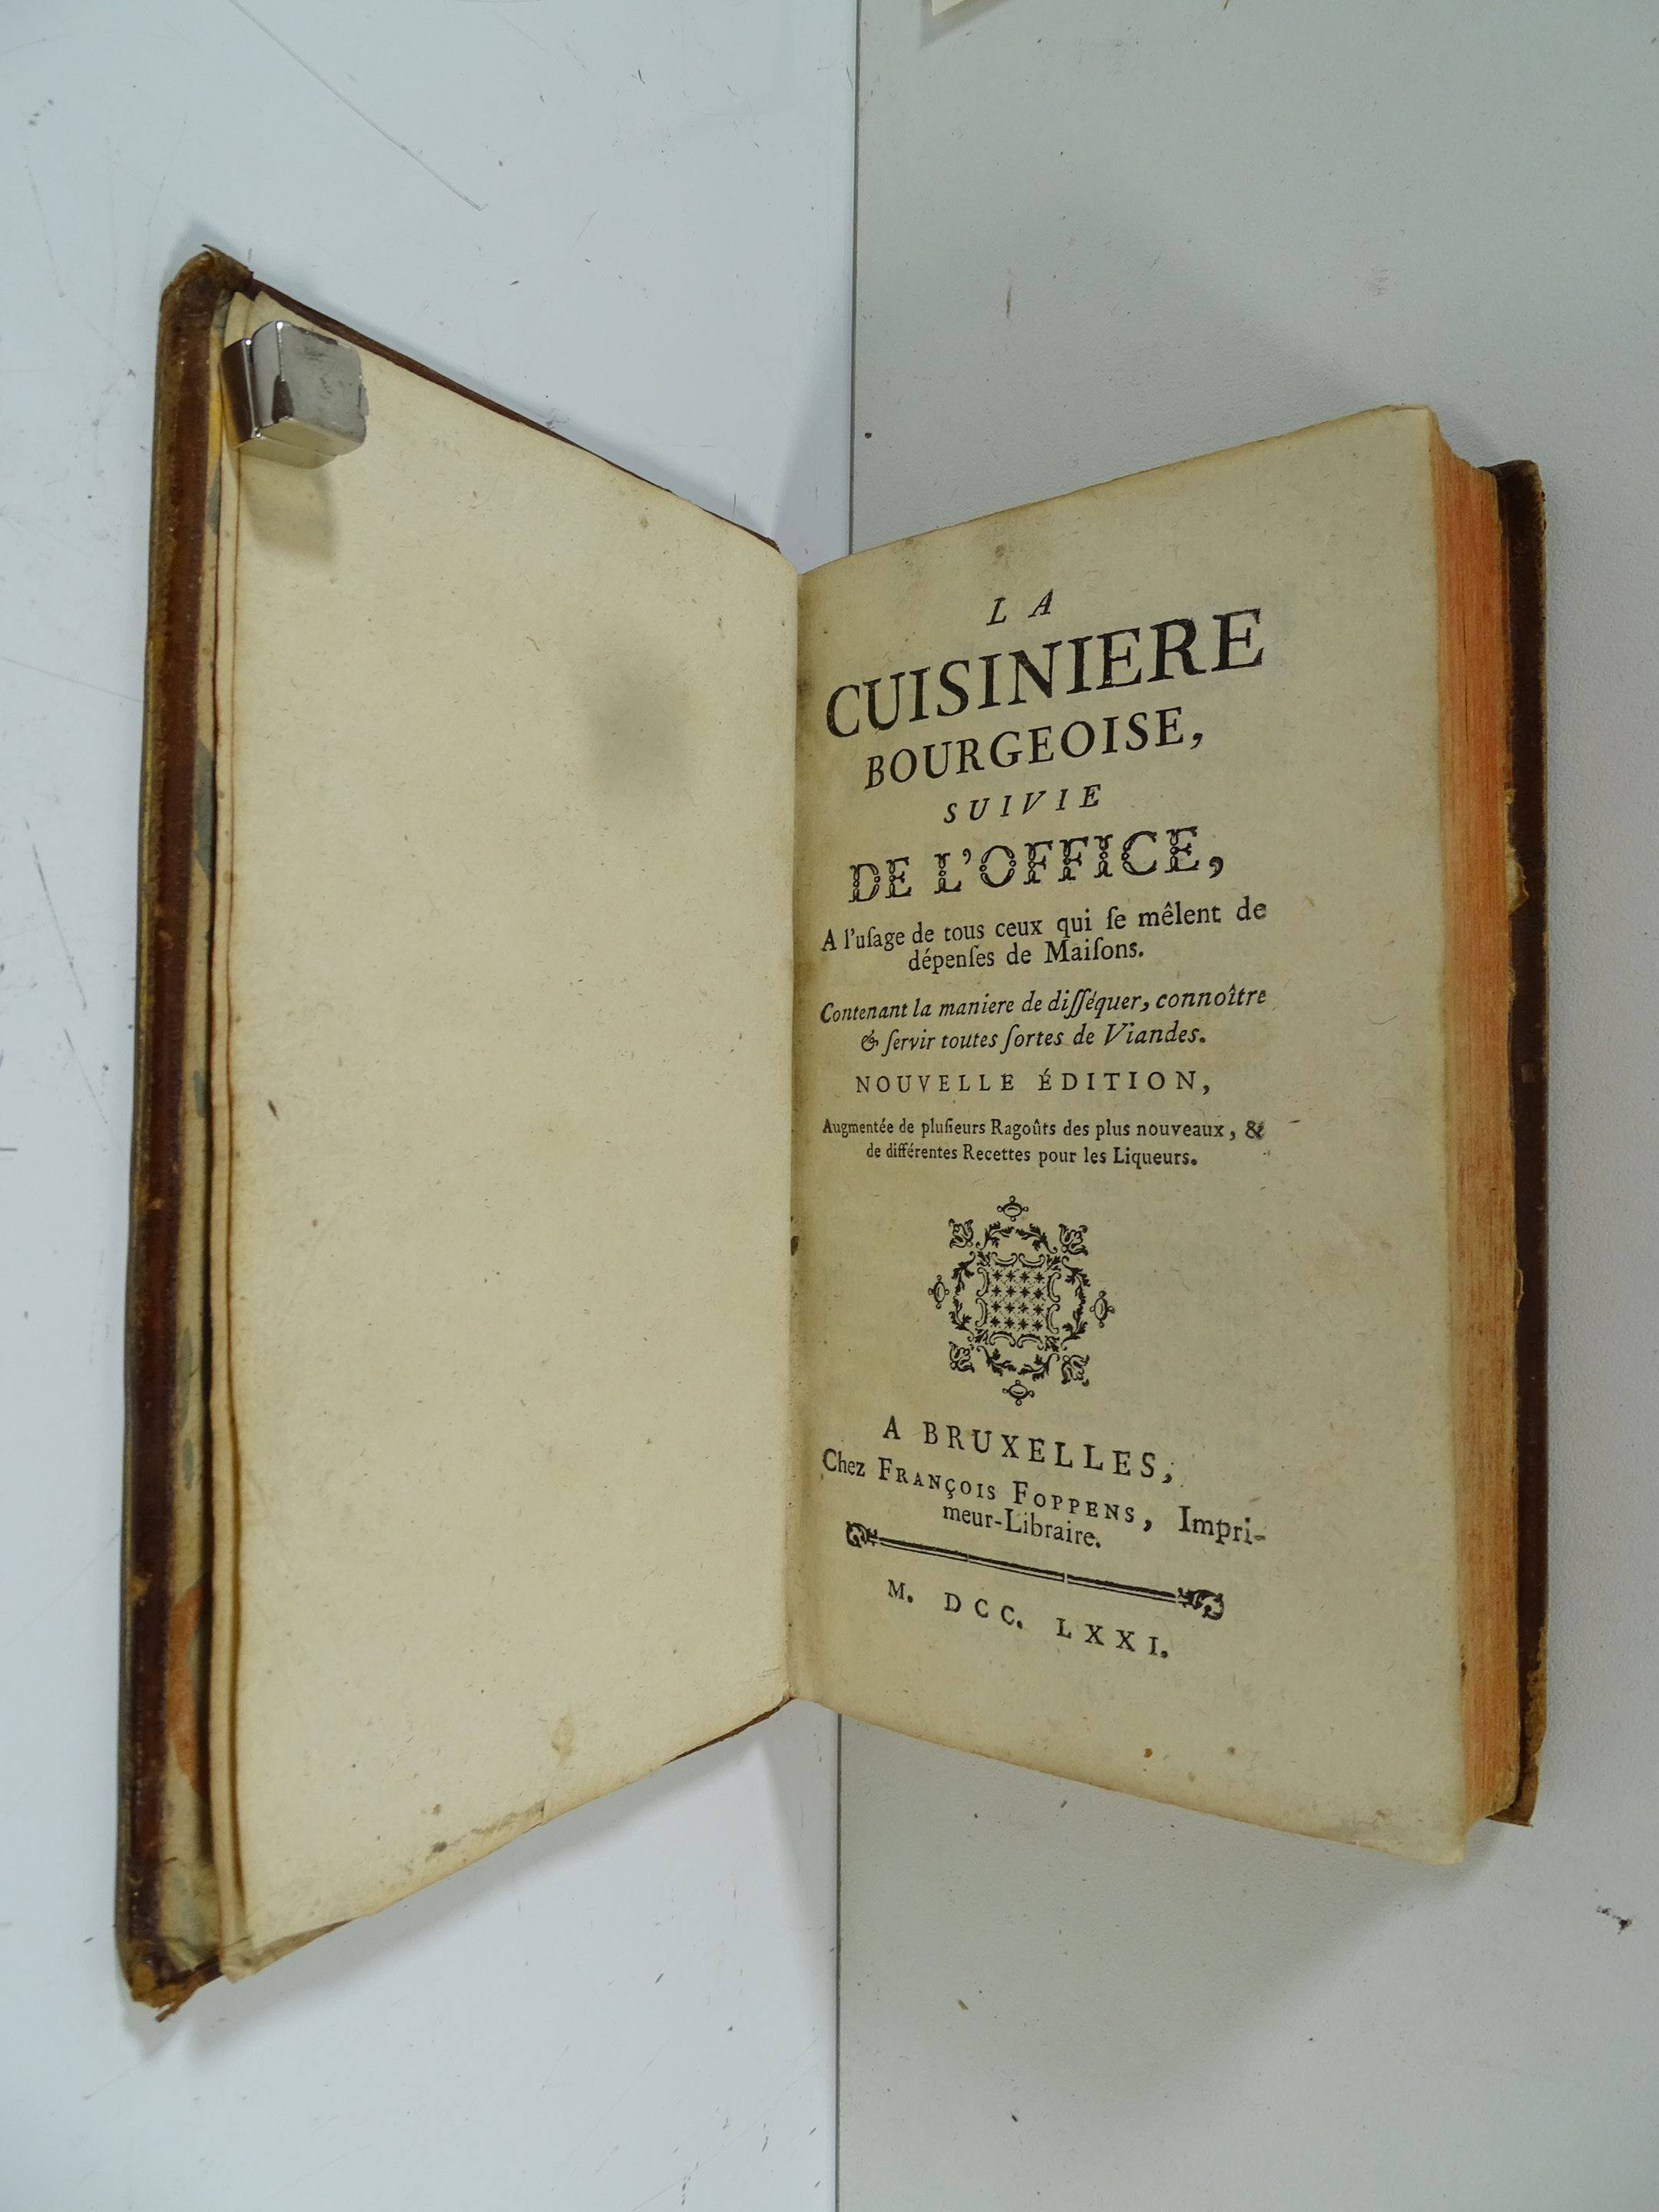 LA
CUISINIERE
BOURGEOISE,
SUIVIE
DE L'OFFICE,
A l'uſage de tous ceux qui ſe mêlent de
dépenſes de Maiſons.
Contenant la maniere de diſſéquer, connoître
& ſervir toutes ſortes de Viandes.
NOUVELLE ÉDITION,
Augmentée de pluſieurs Ragoûts des plus nouveaux, &
de différentes Recettes pour les Liqueurs.
A BRUXELLES,
Chez FRANÇOIS FOPPENS, Impri-
meur-Libraire.
M. DCC. LXXI.